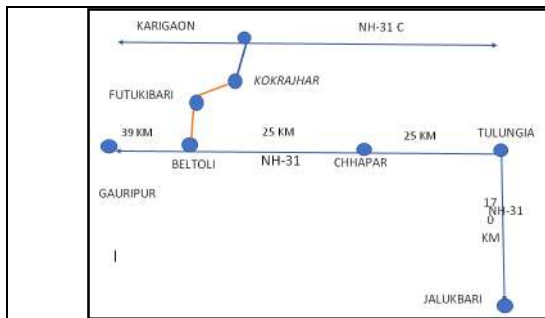 KARIGAON NH-31 C
KOKRAJHAR
FUTUKIBARI
39 KM 25 KM 25 KM TULUNGIA
BELTOLI NH-31 CHHAPAR
GAURIPUR
17
0
NH-31
KM
JALUKBARI